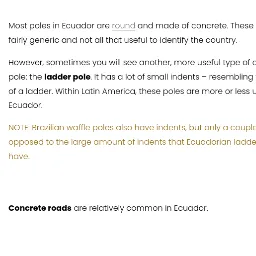 Most poles in Ecuador are round and made of concrete. These
fairly generic and not all that useful to identify the country.
However, sometimes you will see another, more useful type of
pole: the ladder pole. It has a lot of small indents – resembling
of a ladder. Within Latin America, these poles are more or less
Ecuador.
NOTE: Brazilian waffle poles also have indents, but only a couple
opposed to the large amount of indents that Ecuadorian ladde
have.
Concrete roads are relatively common in Ecuador.